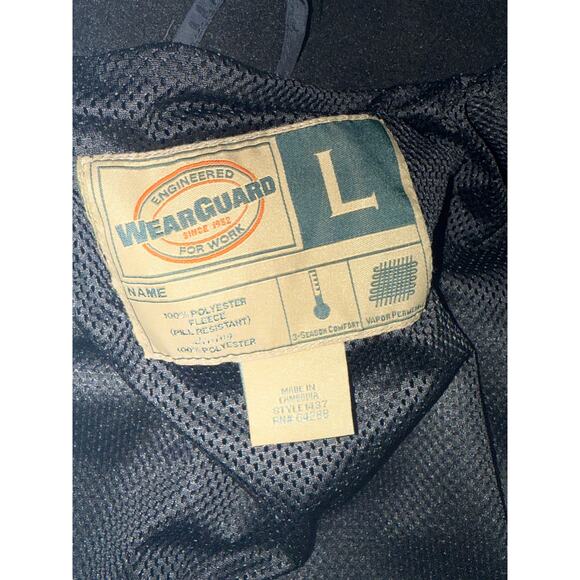 ENGINEERED
WEARGUARD
SINCE 1952
FOR WORK
L
NAME
100% POLYESTER
FLEECE
(PILL RESISTANT)
100% POLYESTER
3-SEASON COMFORT
MADE IN
CAMBODIA
STYLE 1437
RN# 64288